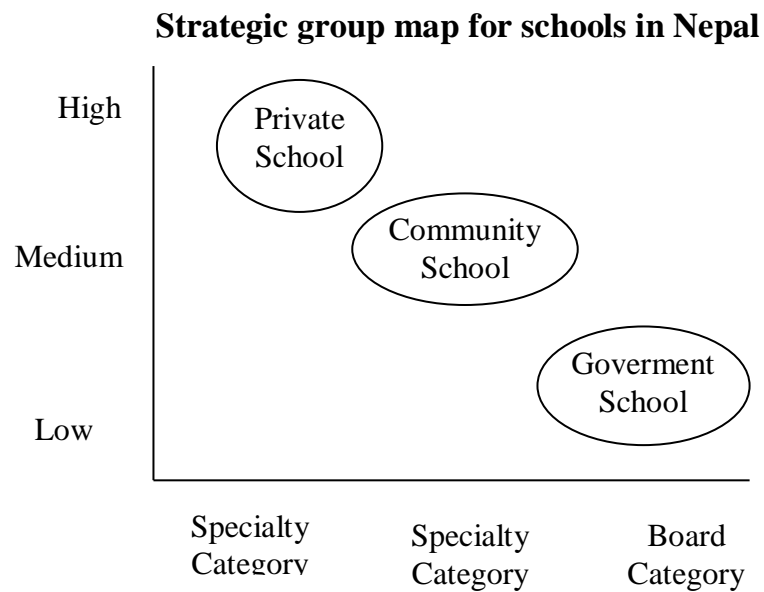 Strategic group map for schools in Nepal
High
Private
School
Community
School
Medium
Goverment
School
Low
Specialty
Category
Specialty
Category
Board
Category